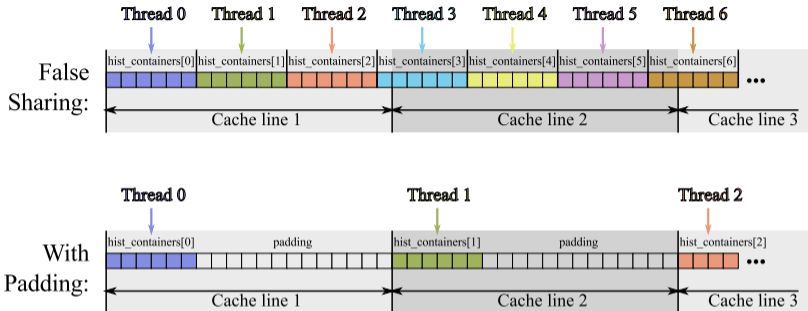 Thread 0 Thread 1 Thread 2 Thread 3 Thread 4 Thread 5 Thread 6
hist_containers[0] hist_containers[1] hist_containers[2] hist_containers[3] hist_containers[4] hist_containers[5] hist_containers[6]
False
Sharing:
...
Cache line 1 Cache line 2 Cache line 3
Thread 0 Thread 1 Thread 2
hist_containers[0] padding hist_containers[1] padding hist_containers[2]
With
Padding:
...
Cache line 1 Cache line 2 Cache line 3